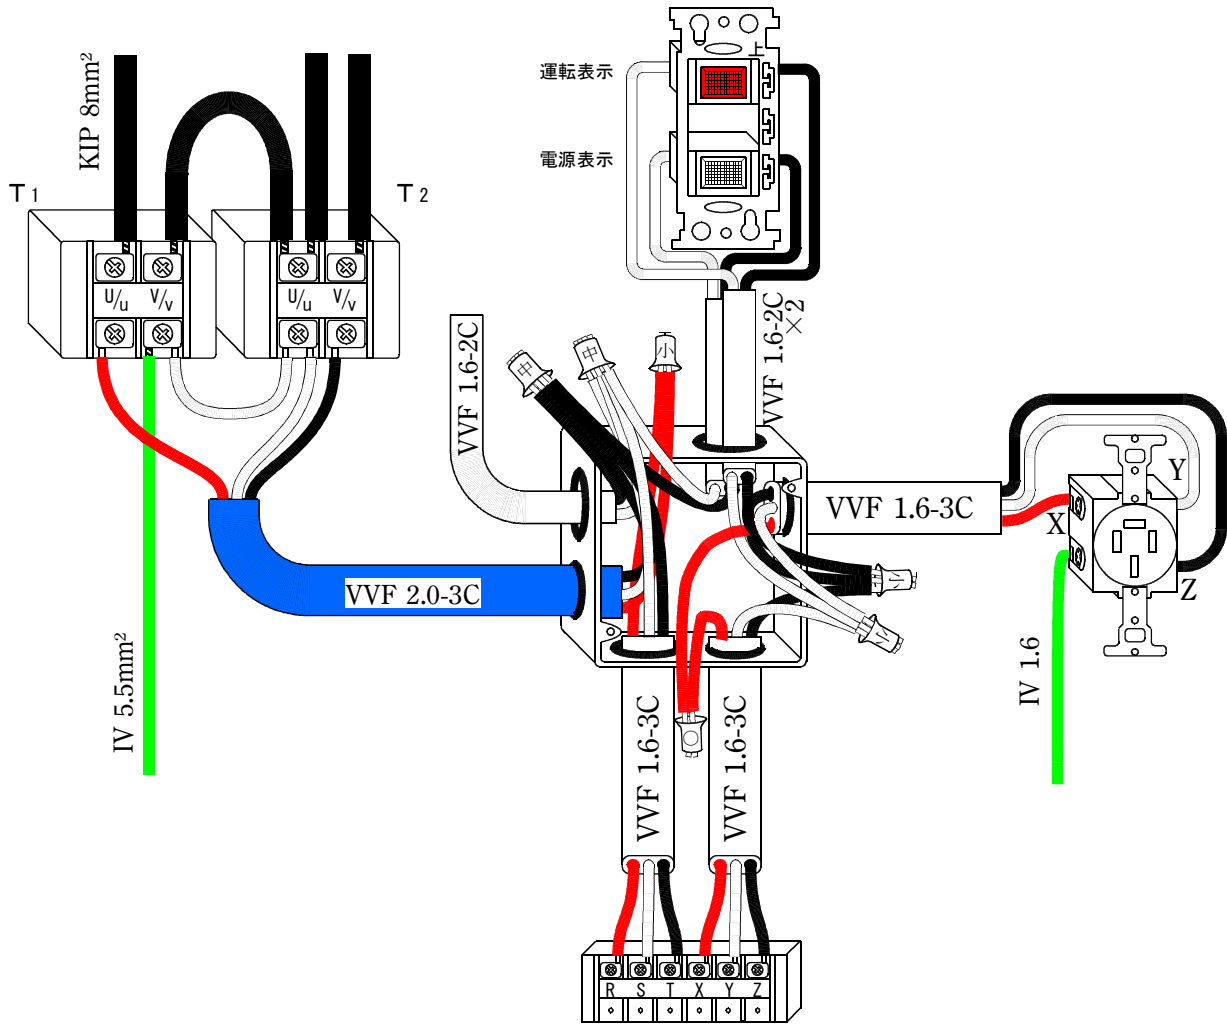 上
運転表示
電源表示
KIP 8mm²
T1
T2
U/u
V/v
U/u
V/v
VVF 1.6-2C
VVF 1.6-2C
×2
中
中
小
VVF 1.6-3C
X
Y
Z
小
小
○
VVF 2.0-3C
IV 5.5mm²
IV 1.6
VVF 1.6-3C
VVF 1.6-3C
R S T X Y Z